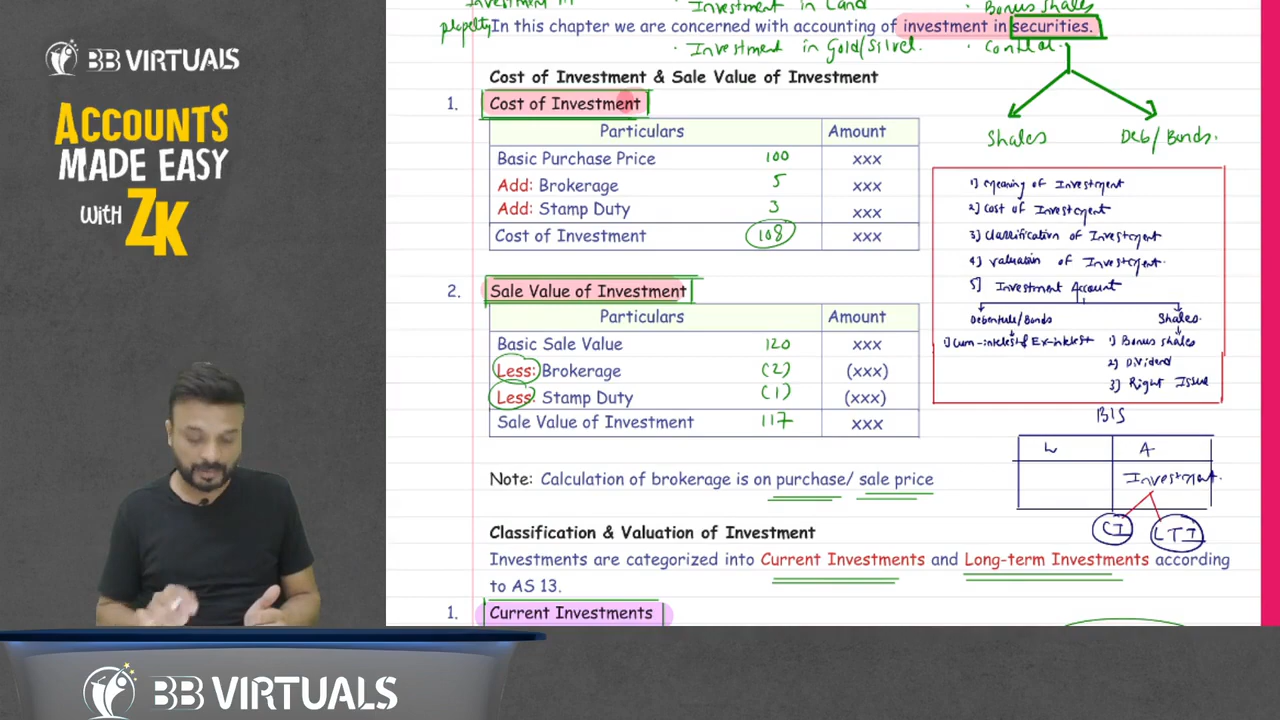 BB VIRTUALS
ACCOUNTS
MADE EASY
WITH ZK
Investment in Land
Bonus Shares
property
In this chapter we are concerned with accounting of investment in securities.
Investment in Gold/Silver.
Cost of Investment & Sale Value of Investment
1. Cost of Investment
Particulars Amount
Basic Purchase Price 100 xxx
Add: Brokerage 5 xxx
Add: Stamp Duty 3 xxx
Cost of Investment 108 xxx
2. Sale Value of Investment
Particulars Amount
Basic Sale Value 120 xxx
Less: Brokerage (2) (xxx)
Less: Stamp Duty (1) (xxx)
Sale Value of Investment 117 xxx
Note: Calculation of brokerage is on purchase/ sale price
Classification & Valuation of Investment
Investments are categorized into Current Investments and Long-term Investments according
to AS 13.
1. Current Investments
Shares Deb/Bonds.
1) Meaning of Investment
2) Cost of Investment
3) Classification of Investment
4) Valuation of Investment.
5) Investment Account
Debenture/Bonds Shares.
1) Cum-interest & Ex-interest 1) Bonus shares
2) Dividend
3) Right Issue
B/S
L A
Investment.
CI LTI
BB VIRTUALS